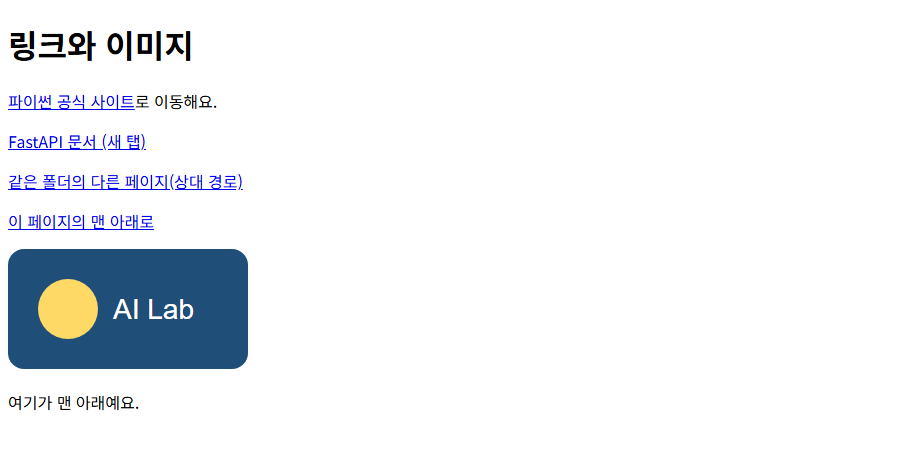 링크와 이미지
파이썬 공식 사이트로 이동해요.
FastAPI 문서 (새 탭)
같은 폴더의 다른 페이지(상대 경로)
이 페이지의 맨 아래로
AI Lab
여기가 맨 아래예요.